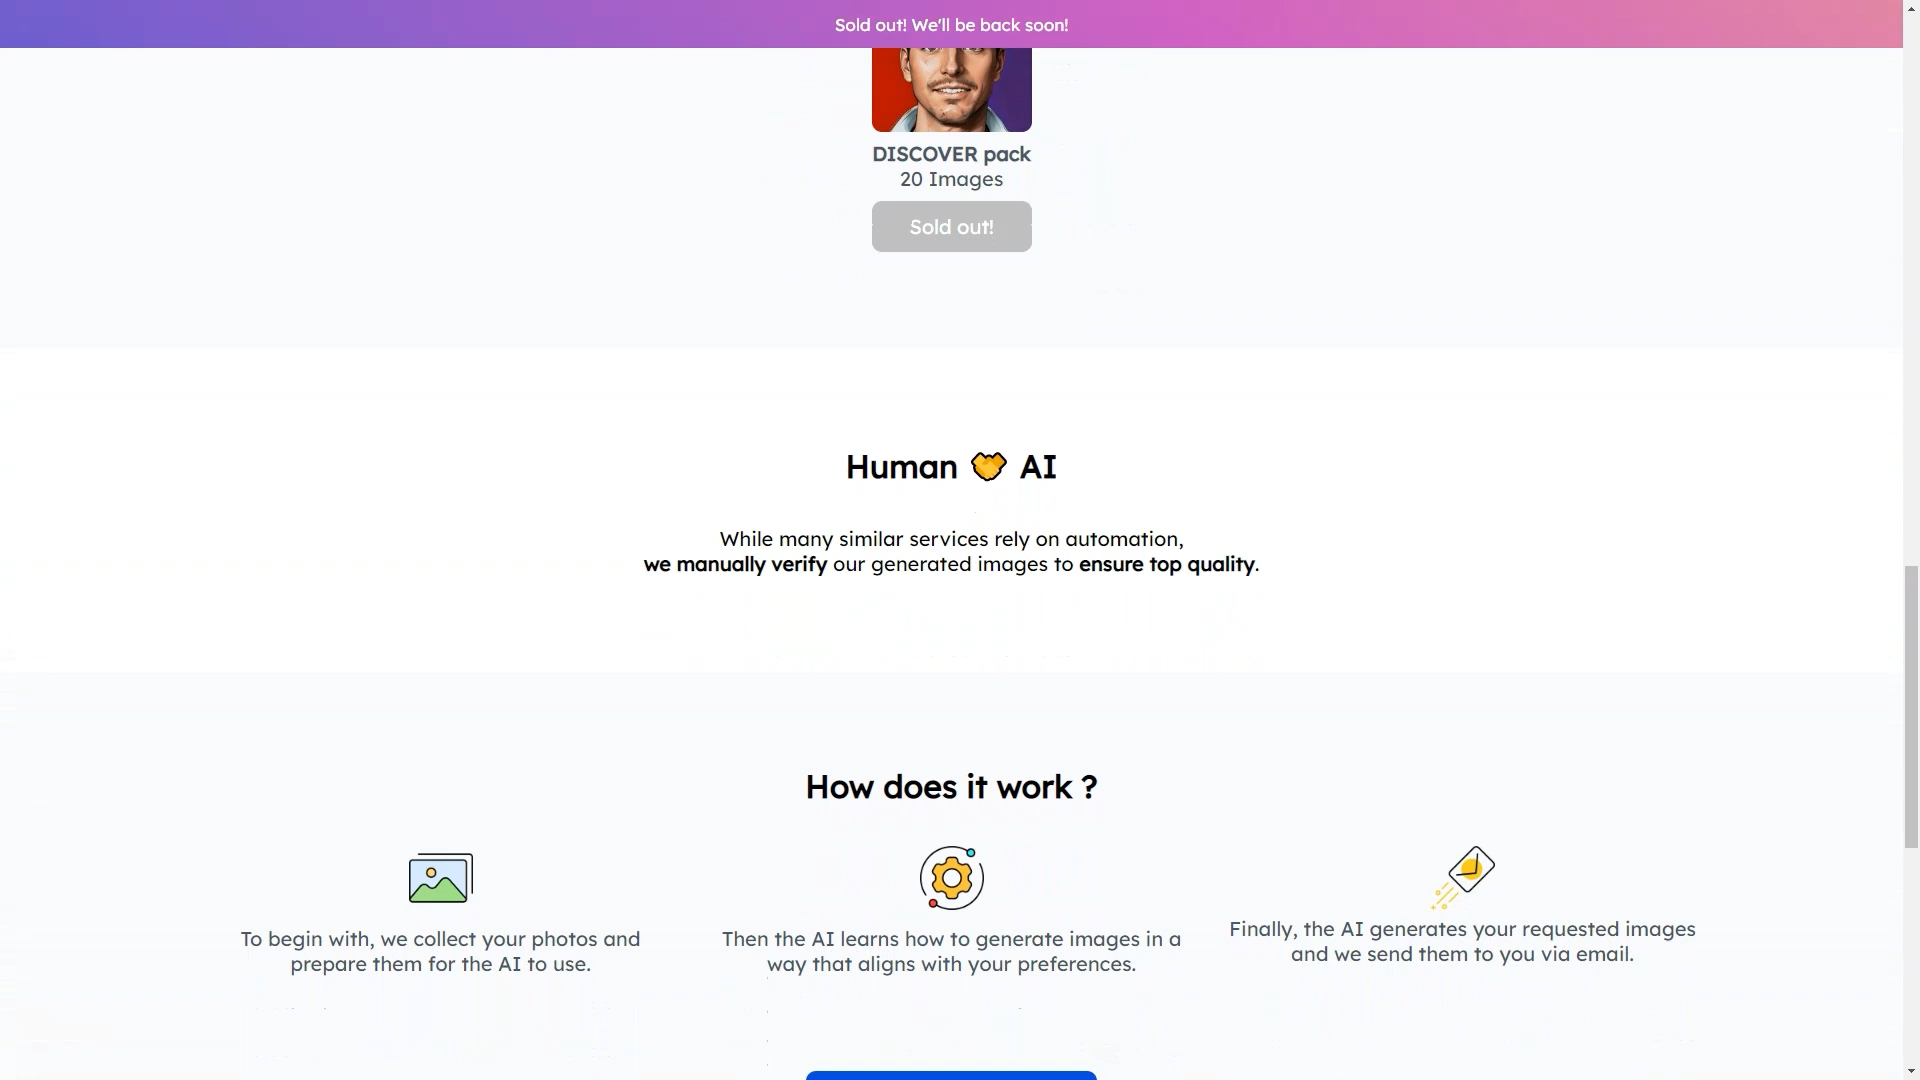 Sold out! We'll be back soon!
DISCOVER pack
20 Images
Sold out!
Human AI
While many similar services rely on automation,
we manually verify our generated images to ensure top quality.
How does it work ?
To begin with, we collect your photos and
prepare them for the AI to use.
Then the AI learns how to generate images in a
way that aligns with your preferences.
Finally, the AI generates your requested images
and we send them to you via email.